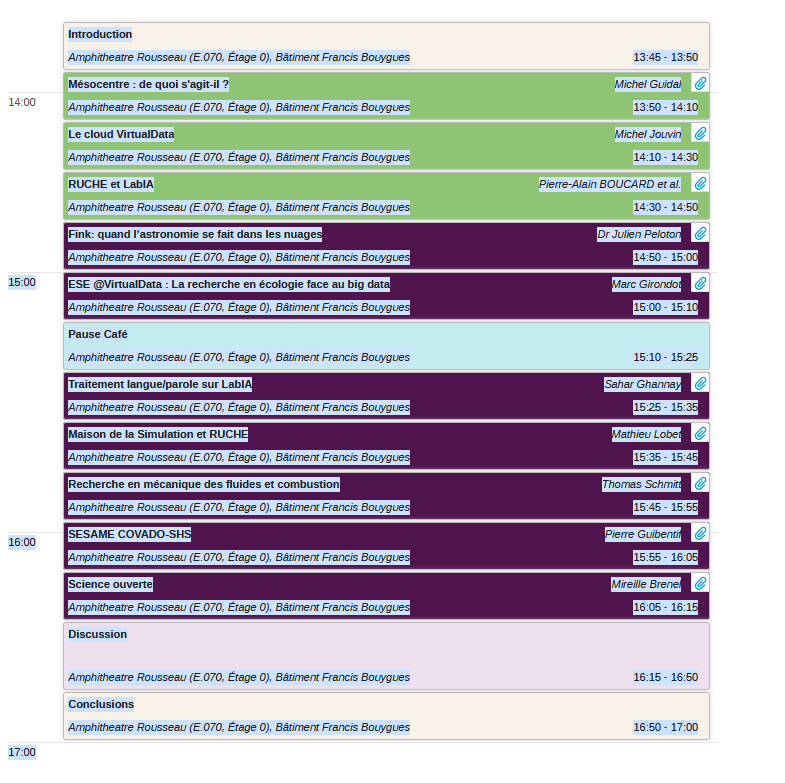 Introduction
Amphitheatre Rousseau (E.070, Étage 0), Bâtiment Francis Bouygues 13:45 - 13:50
14:00
Mésocentre : de quoi s'agit-il ? Michel Guidal
Amphitheatre Rousseau (E.070, Étage 0), Bâtiment Francis Bouygues 13:50 - 14:10
Le cloud VirtualData Michel Jouvin
Amphitheatre Rousseau (E.070, Étage 0), Bâtiment Francis Bouygues 14:10 - 14:30
RUCHE et LabIA Pierre-Alain BOUCARD et al.
Amphitheatre Rousseau (E.070, Étage 0), Bâtiment Francis Bouygues 14:30 - 14:50
Fink: quand l'astronomie se fait dans les nuages Dr Julien Peloton
Amphitheatre Rousseau (E.070, Étage 0), Bâtiment Francis Bouygues 14:50 - 15:00
15:00
ESE @VirtualData : La recherche en écologie face au big data Marc Girondot
Amphitheatre Rousseau (E.070, Étage 0), Bâtiment Francis Bouygues 15:00 - 15:10
Pause Café
Amphitheatre Rousseau (E.070, Étage 0), Bâtiment Francis Bouygues 15:10 - 15:25
Traitement langue/parole sur LabIA Sahar Ghannay
Amphitheatre Rousseau (E.070, Étage 0), Bâtiment Francis Bouygues 15:25 - 15:35
Maison de la Simulation et RUCHE Mathieu Lobet
Amphitheatre Rousseau (E.070, Étage 0), Bâtiment Francis Bouygues 15:35 - 15:45
Recherche en mécanique des fluides et combustion Thomas Schmitt
Amphitheatre Rousseau (E.070, Étage 0), Bâtiment Francis Bouygues 15:45 - 15:55
16:00
SESAME COVADO-SHS Pierre Guibentif
Amphitheatre Rousseau (E.070, Étage 0), Bâtiment Francis Bouygues 15:55 - 16:05
Science ouverte Mireille Brenel
Amphitheatre Rousseau (E.070, Étage 0), Bâtiment Francis Bouygues 16:05 - 16:15
Discussion
Amphitheatre Rousseau (E.070, Étage 0), Bâtiment Francis Bouygues 16:15 - 16:50
Conclusions
Amphitheatre Rousseau (E.070, Étage 0), Bâtiment Francis Bouygues 16:50 - 17:00
17:00